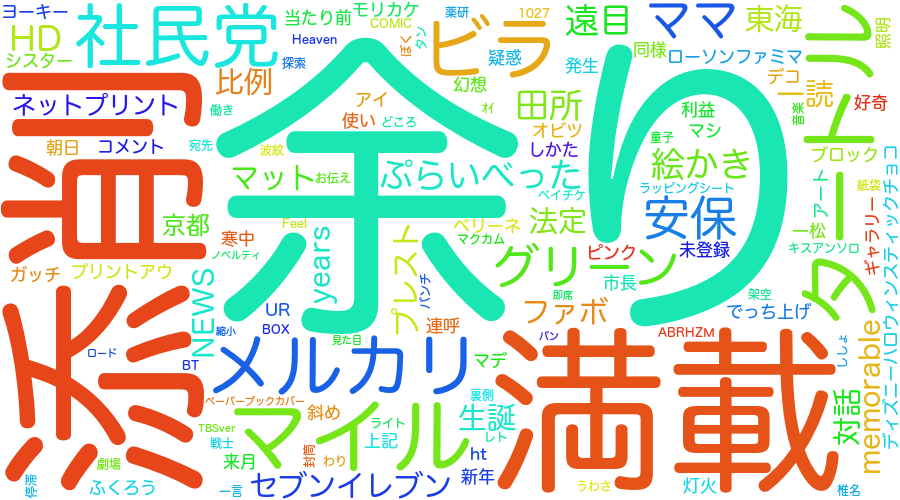 ヨーキー
HD
シスター
社民党
当たり前
モリカケ
COMIC
Heaven
探索
ぼく
タン
ビラ
薬研
1027
疑惑
幻想
遠目
発生
ママ
同様
ローソンファミマ
東海
デコ
一読
照明
音楽
好奇
消閑
添
余り
満載
タートル
ネットプリント
比例
働き
アイ
使い
どころ
田所
オビツ
しかた
利益
マシ
童子
絵かき
ブロック
朝日
コメント
宛先
波紋
マット
お伝え
ぷらいべった
ベイチケ
ラッピングシート
安保
未登録
紙袋
アート
一松
ギャラリー
キスアンソロ
ディズニーハロウィンスティックチョコ
京都
寒中
Feel
ノベルティ
years
ペリーネ
マクカム
法定
グリーン
ピンク
市長
ガッチ
プリントアウ
NEWS
UR
BOX
縮小
見た目
プレスト
パンチ
連呼
即席
ファボ
架空
でっち上げ
ABRHZM
memorable
対話
ししょ
ロード
BT
メルカリ
マデ
バン
裏側
生誕
レト
ペーパーブックカバー
TBSver
戦士
マイル
斜め
ライト
上記
ht
新年
劇場
来月
封筒
わり
セブンイレブン
うわさ
灯火
椎名
停滞
ふくろう
一言